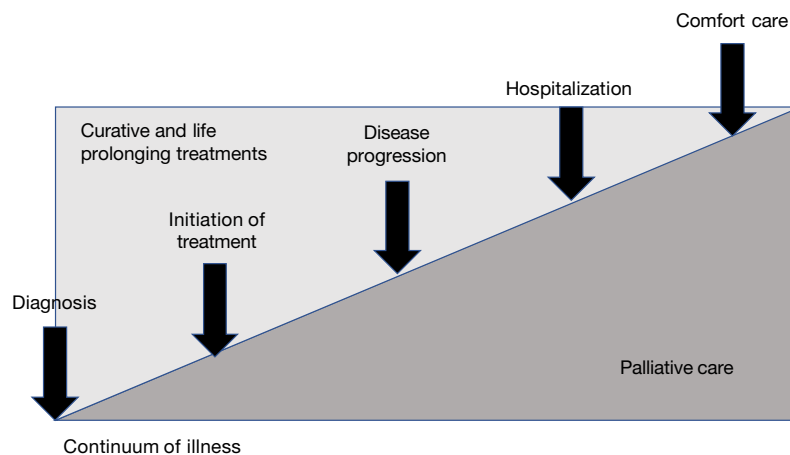 Comfort care
Hospitalization
Curative and life
prolonging treatments
Disease
progression
Initiation of
treatment
Diagnosis
Palliative care
Continuum of illness